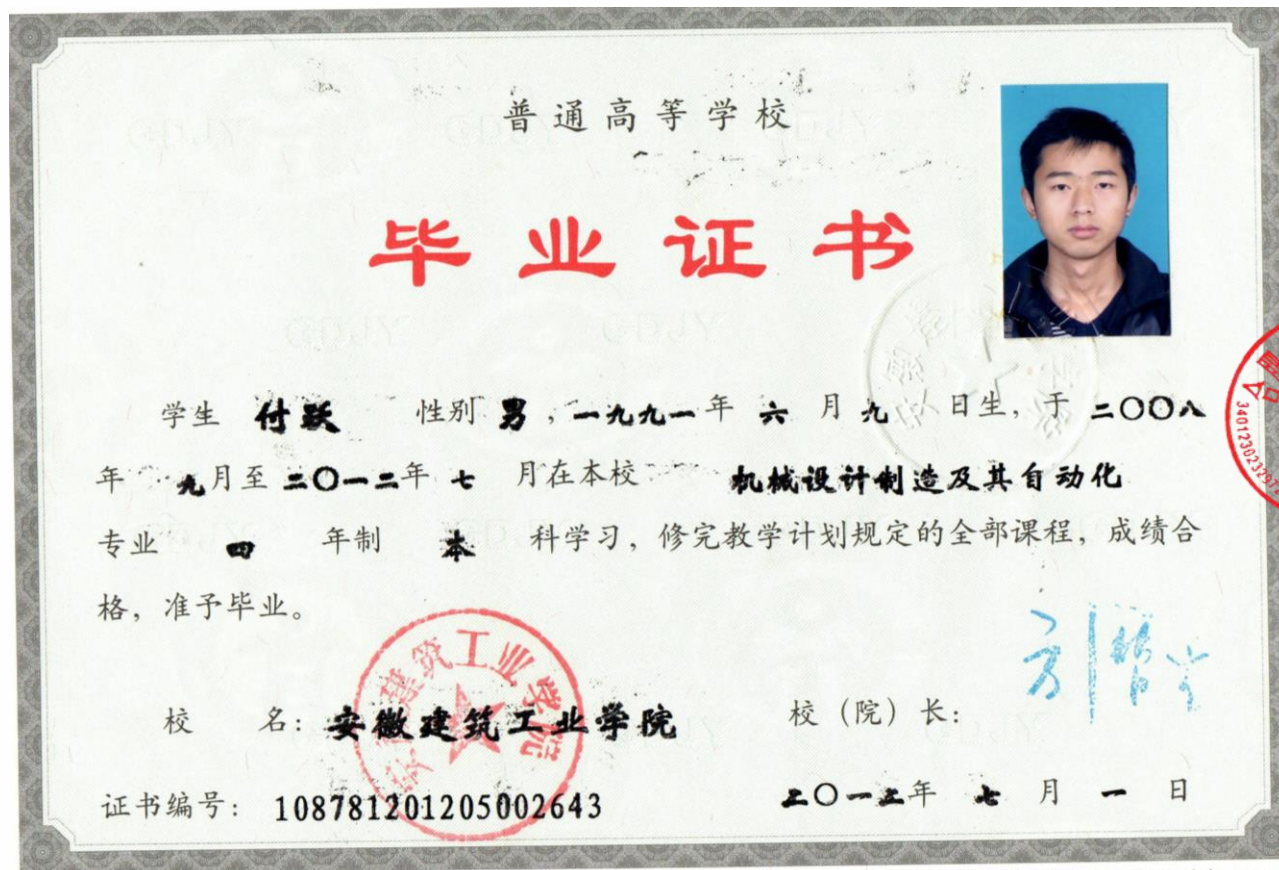 普通高等学校
毕业证书
学生 付跃 性别 男，一九九一年 六 月 九 日生，于 二〇〇八
年 九月至 二〇一二年 七 月在本校 机械设计制造及其自动化
专业 四 年制 本 科学习，修完教学计划规定的全部课程，成绩合
格，准予毕业。
校 名：安徽建筑工业学院
校（院）长：
证书编号：108781201205002643
二〇一二年 七 月 一 日